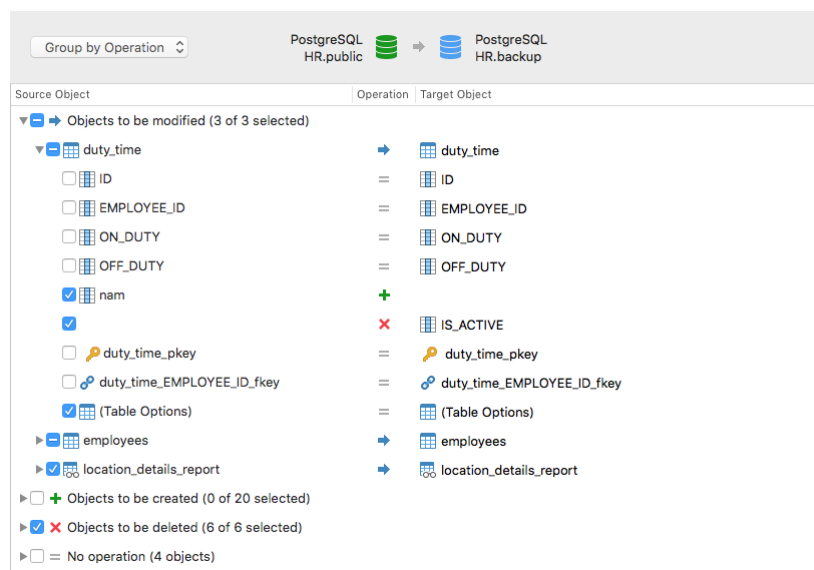 Group by Operation
PostgreSQL
HR.public
PostgreSQL
HR.backup
Source Object Operation Target Object
Objects to be modified (3 of 3 selected)
duty_time duty_time
ID = ID
EMPLOYEE_ID = EMPLOYEE_ID
ON_DUTY = ON_DUTY
OFF_DUTY = OFF_DUTY
nam +
IS_ACTIVE
duty_time_pkey = duty_time_pkey
duty_time_EMPLOYEE_ID_fkey = duty_time_EMPLOYEE_ID_fkey
(Table Options) = (Table Options)
employees employees
location_details_report location_details_report
+ Objects to be created (0 of 20 selected)
Objects to be deleted (6 of 6 selected)
= No operation (4 objects)